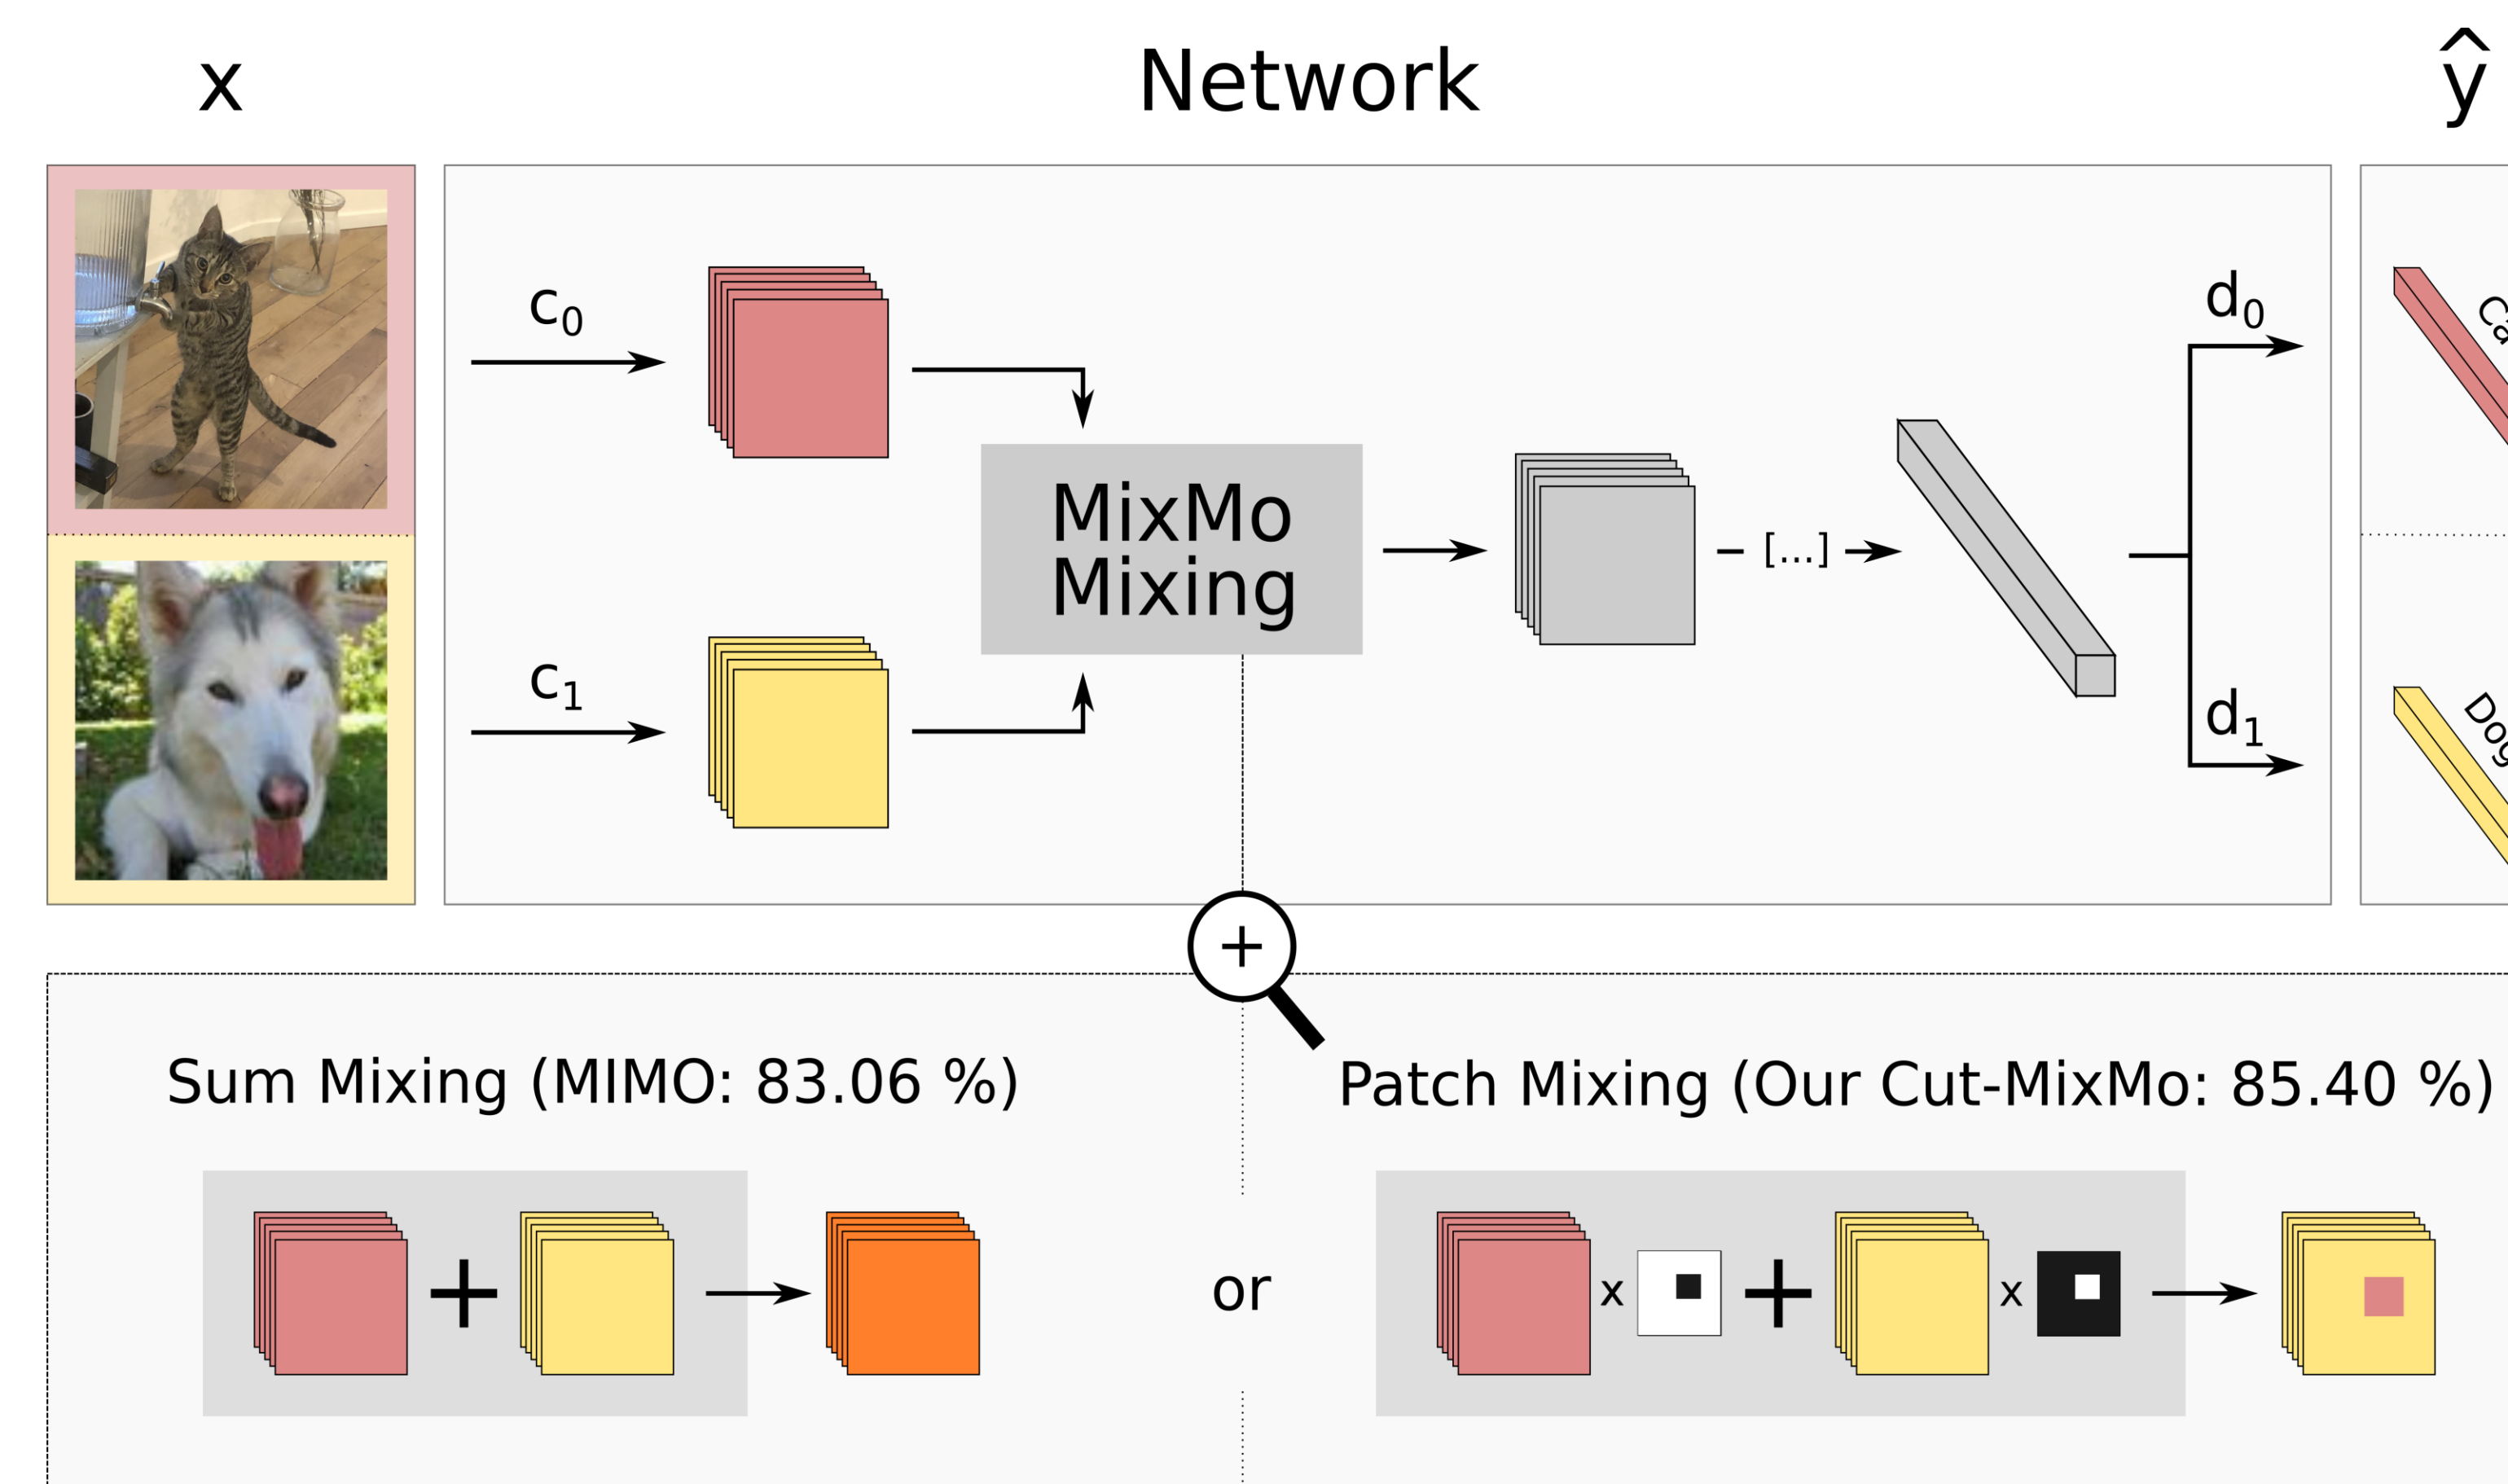 x
Network
ŷ
c₀
d₀
MixMo
Mixing
[...]
c₁
d₁
Dog
Sum Mixing (MIMO: 83.06 %)
Patch Mixing (Our Cut-MixMo: 85.40 %)
+
x
+
x
or